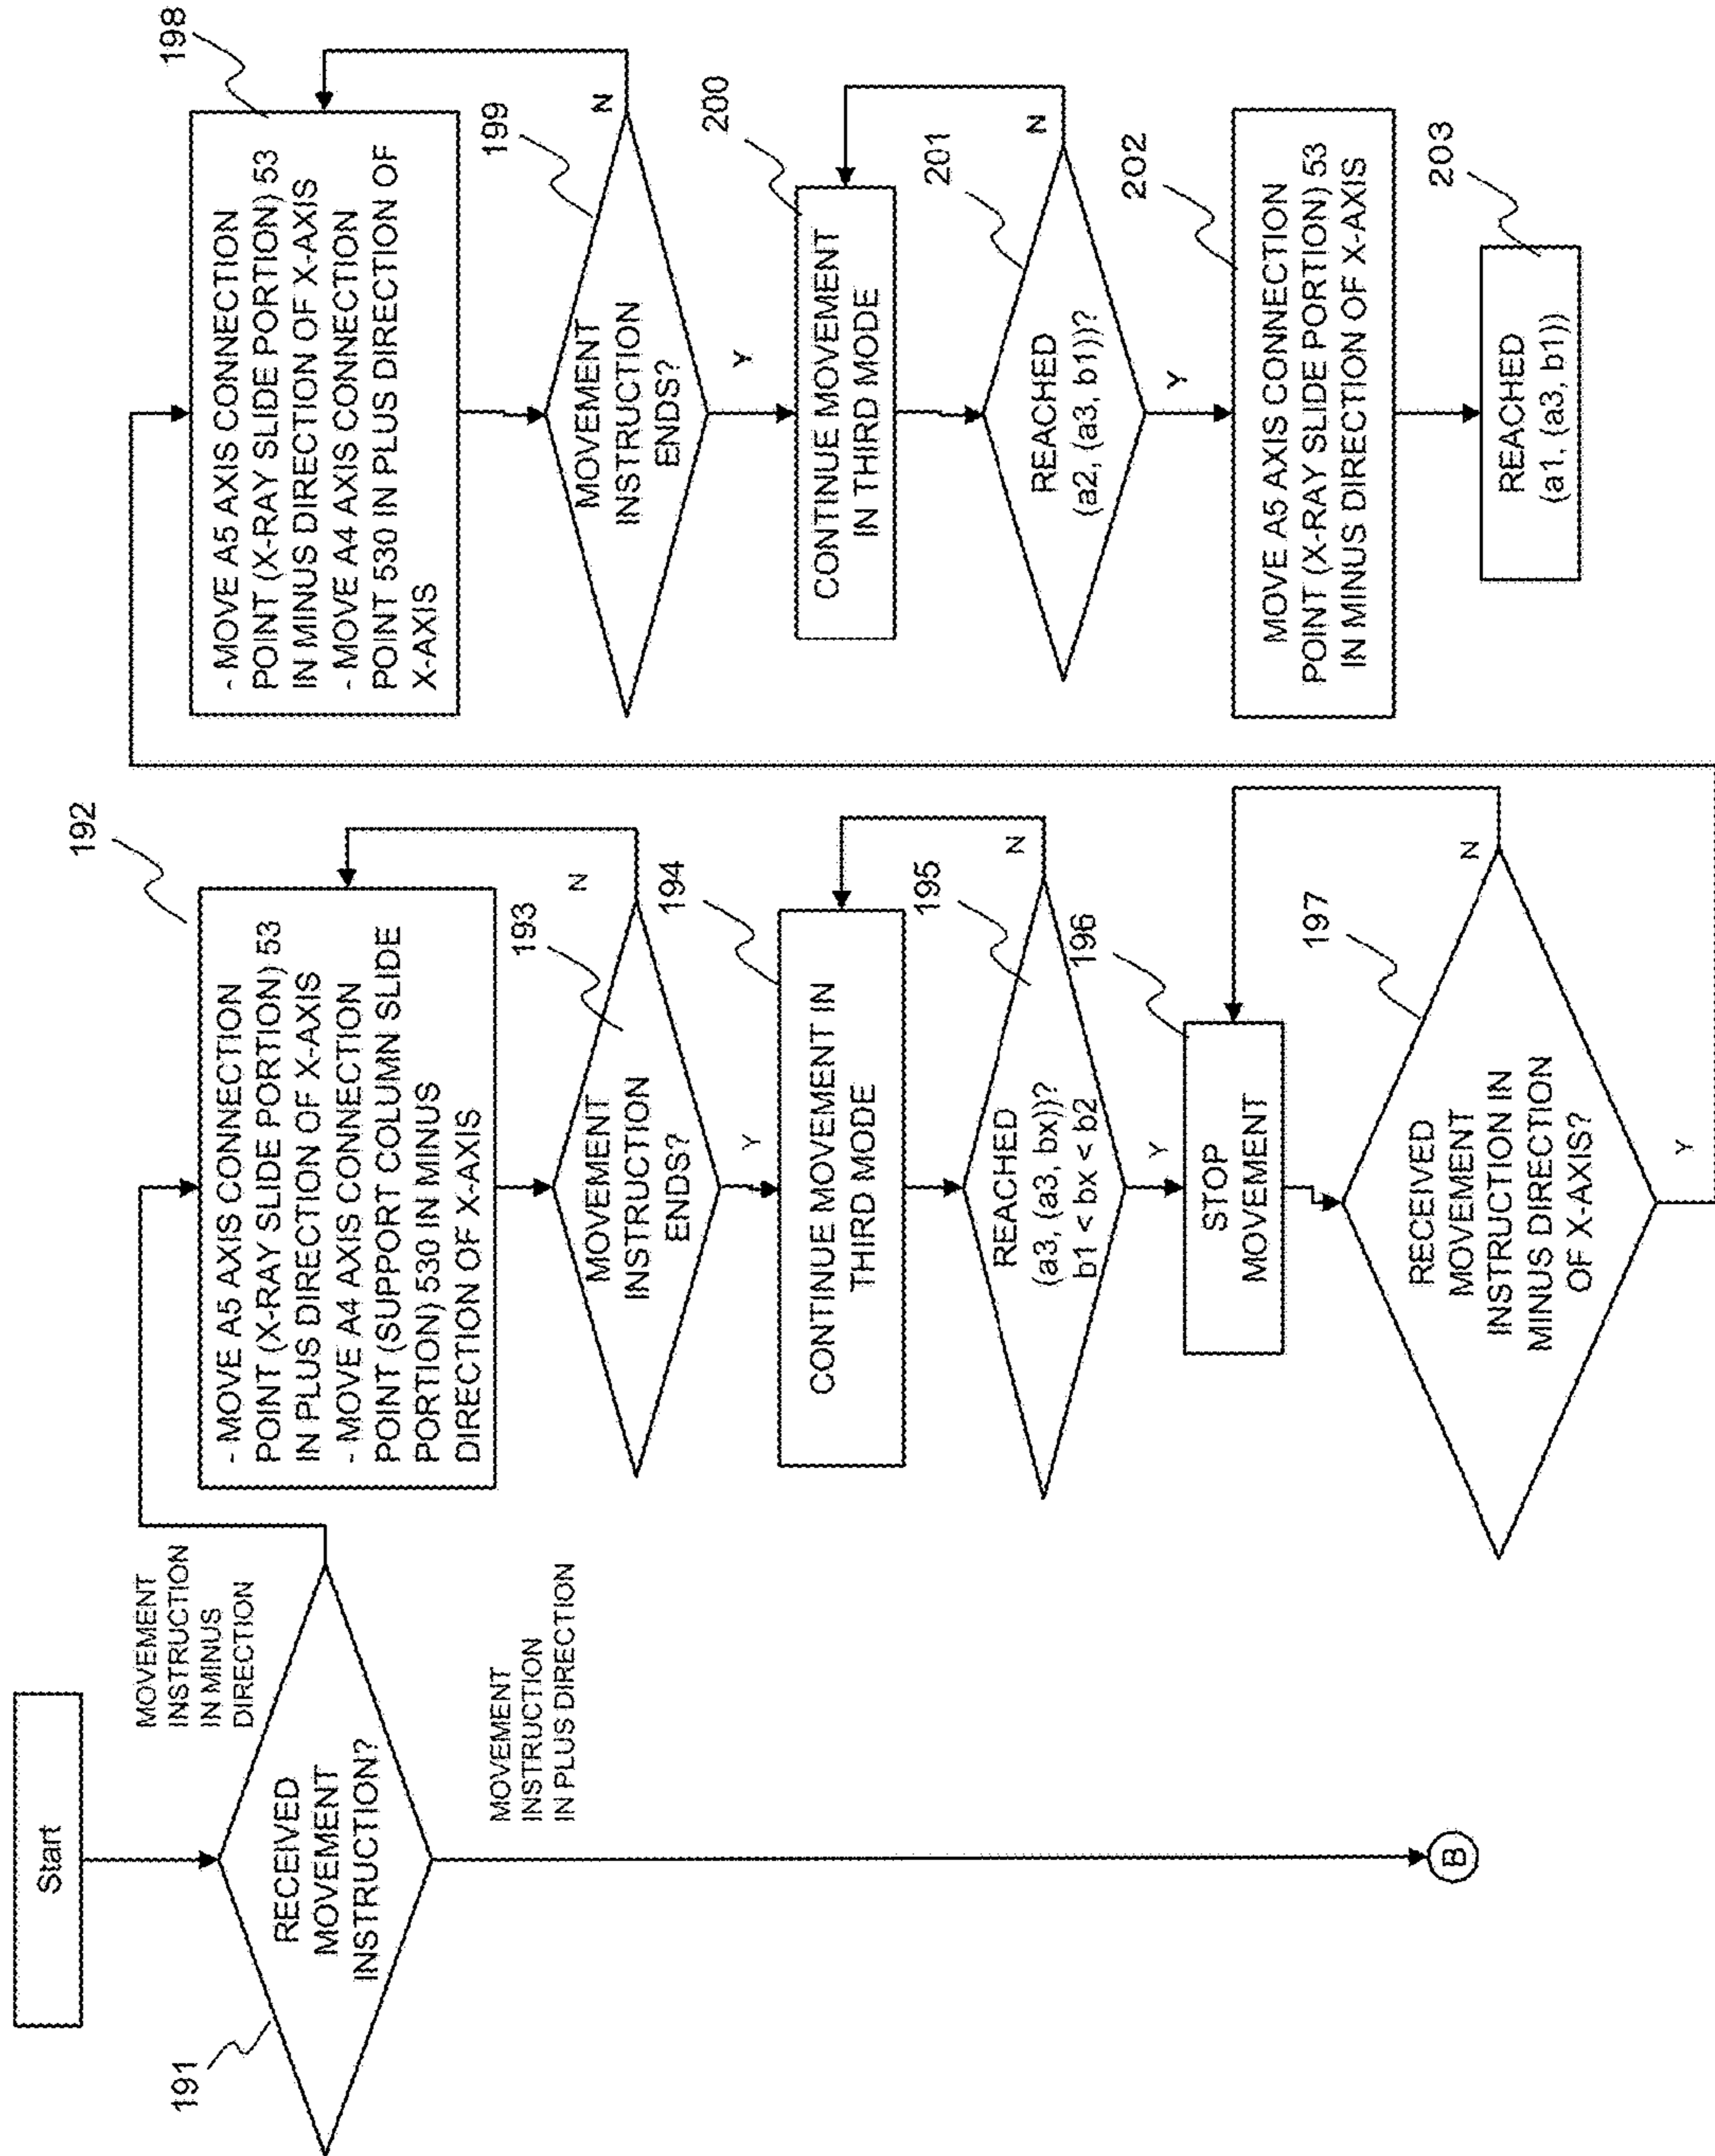 Start
191
RECEIVED
MOVEMENT
INSTRUCTION?
MOVEMENT
INSTRUCTION
IN MINUS
DIRECTION
MOVEMENT
INSTRUCTION
IN PLUS DIRECTION
B
192
- MOVE A5 AXIS CONNECTION
POINT (X-RAY SLIDE PORTION) 53
IN PLUS DIRECTION OF X-AXIS
- MOVE A4 AXIS CONNECTION
POINT (SUPPORT COLUMN SLIDE
PORTION) 530 IN MINUS
DIRECTION OF X-AXIS
193
MOVEMENT
INSTRUCTION
ENDS?
N
Y
194
CONTINUE MOVEMENT IN
THIRD MODE
195
REACHED
(a3, (a3, bx))?
b1 < bx < b2
N
Y
196
STOP
MOVEMENT
197
RECEIVED
MOVEMENT
INSTRUCTION IN
MINUS DIRECTION
OF X-AXIS?
N
Y
198
- MOVE A5 AXIS CONNECTION
POINT (X-RAY SLIDE PORTION) 53
IN MINUS DIRECTION OF X-AXIS
- MOVE A4 AXIS CONNECTION
POINT 530 IN PLUS DIRECTION OF
X-AXIS
199
MOVEMENT
INSTRUCTION
ENDS?
N
Y
200
CONTINUE MOVEMENT
IN THIRD MODE
201
REACHED
(a2, (a3, b1))?
N
Y
202
MOVE A5 AXIS CONNECTION
POINT (X-RAY SLIDE PORTION) 53
IN MINUS DIRECTION OF X-AXIS
203
REACHED
(a1, (a3, b1))